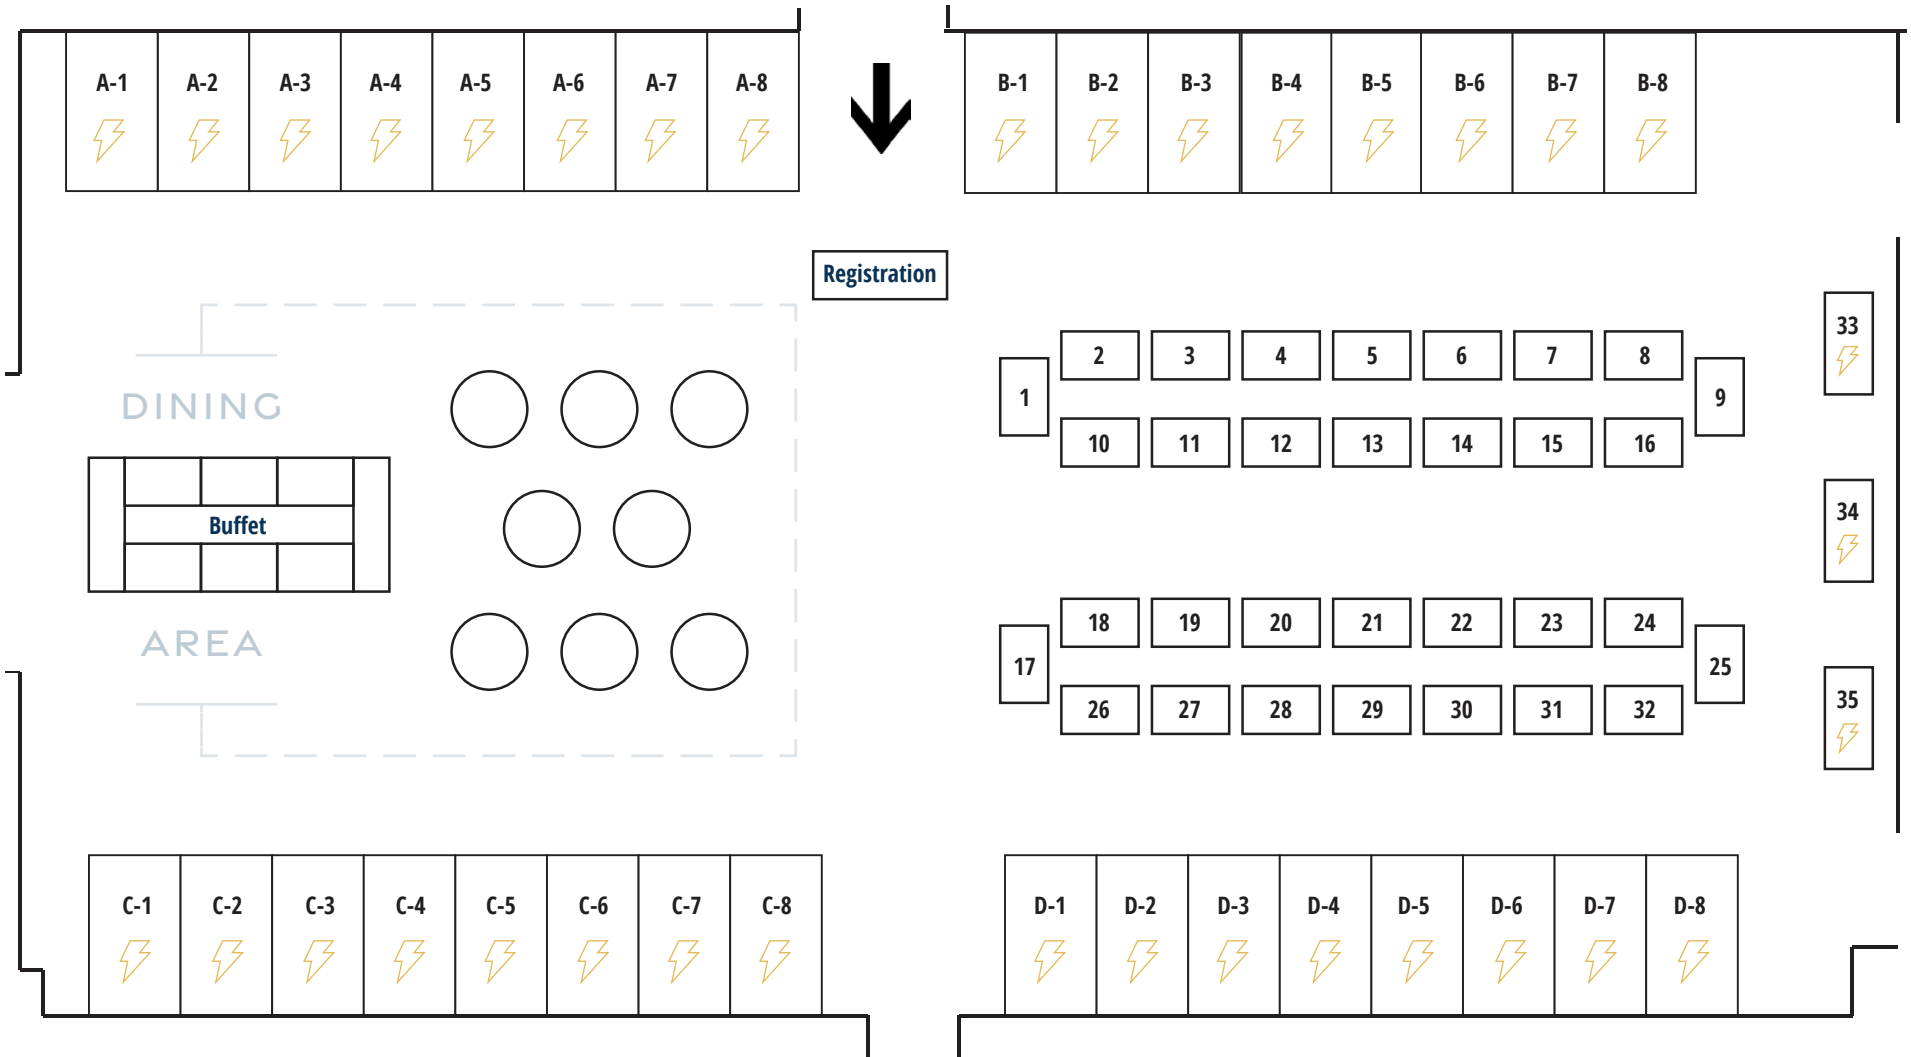 A-1 A-2 A-3 A-4 A-5 A-6 A-7 A-8
B-1 B-2 B-3 B-4 B-5 B-6 B-7 B-8
Registration
DINING
Buffet
AREA
2 3 4 5 6 7 8
1 9
10 11 12 13 14 15 16
18 19 20 21 22 23 24
17 25
26 27 28 29 30 31 32
33
34
35
C-1 C-2 C-3 C-4 C-5 C-6 C-7 C-8
D-1 D-2 D-3 D-4 D-5 D-6 D-7 D-8